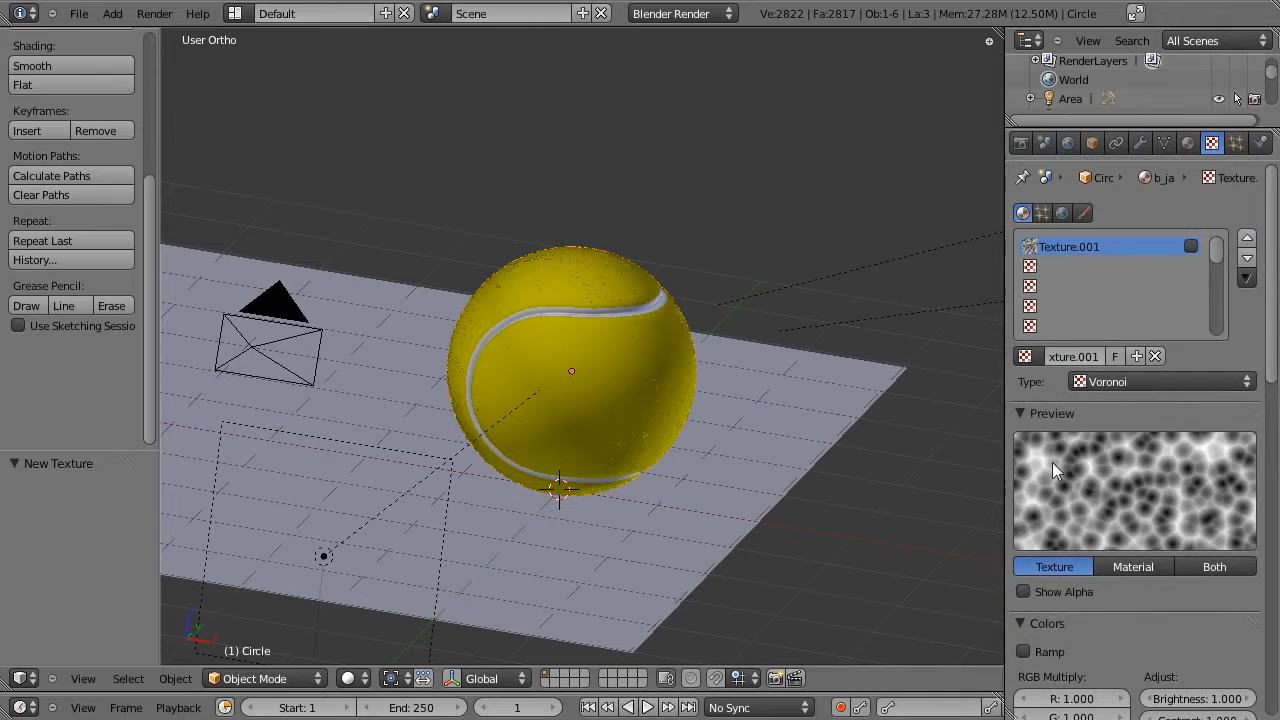 File Add Render Help Default Scene Blender Render Ve:2822 | Fa:2817 | Ob:1-6 | La:3 | Mem:27.28M (12.50M) | Circle
Shading:
Smooth
Flat
Keyframes:
Insert Remove
Motion Paths:
Calculate Paths
Clear Paths
Repeat:
Repeat Last
History...
Grease Pencil:
Draw Line Erase
Use Sketching Sessio
New Texture
User Ortho
(1) Circle
View Select Object Object Mode Global
View Frame Playback Start: 1 End: 250 1 No Sync
View Search All Scenes
RenderLayers |
World
Area |
Circ b_ja Texture.
Texture.001
xture.001 F
Type: Voronoi
Preview
Texture Material Both
Show Alpha
Colors
Ramp
RGB Multiply: Adjust:
R: 1.000 Brightness: 1.000
G: 1.000 Contrast: 1.000